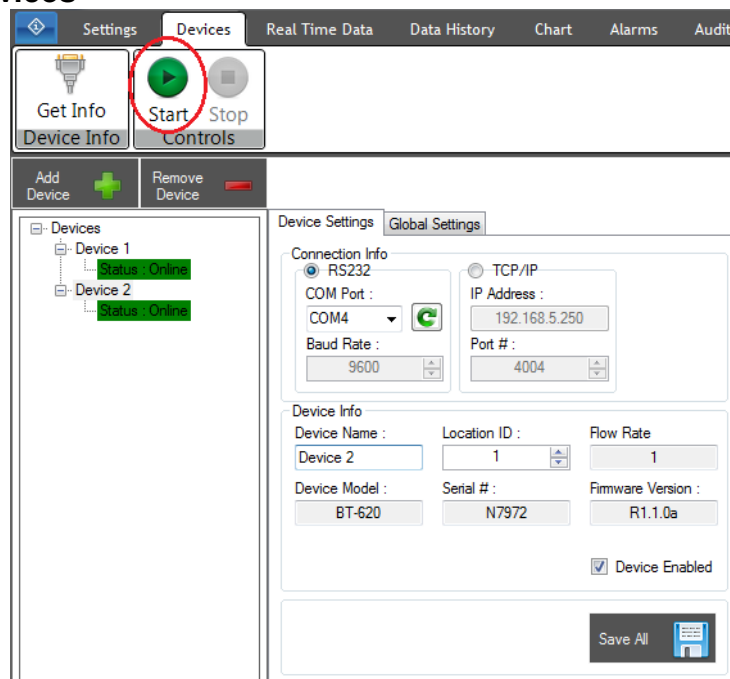 Settings Devices Real Time Data Data History Chart Alarms Audit
Get Info Start Stop
Device Info Controls
Add Device Remove Device
Devices
Device 1
Status : Online
Device 2
Status : Online
Device Settings Global Settings
Connection Info
RS232 TCP/IP
COM Port : IP Address :
COM4 192.168.5.250
Baud Rate : Port # :
9600 4004
Device Info
Device Name : Location ID : Flow Rate
Device 2 1 1
Device Model : Serial # : Firmware Version :
BT-620 N7972 R1.1.0a
Device Enabled
Save All